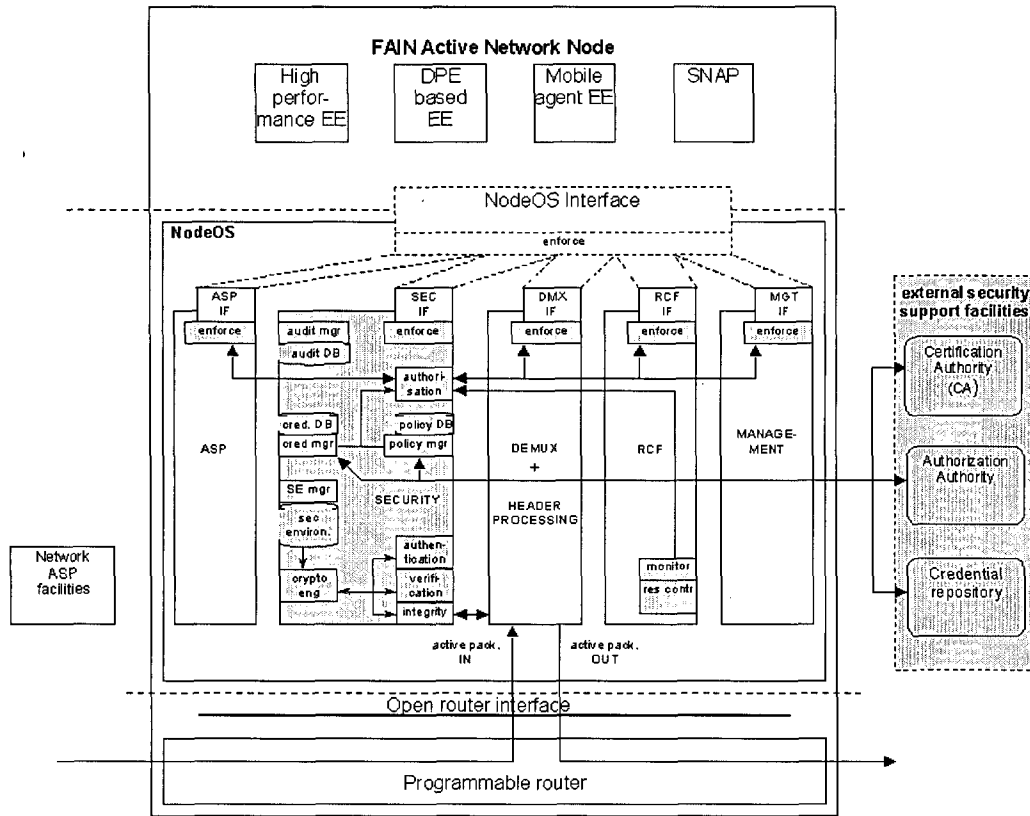 FAIN Active Network Node
High
perfor-
mance EE
DPE
based
EE
Mobile
agent EE
SNAP
NodeOS Interface
enforce
NodeOS
ASP
IF
enforce
SEC
IF
enforce
DMX
IF
enforce
RCF
IF
enforce
MGT
IF
enforce
audit mgr
audit DB
authori-
sation
cred. DB
cred mgr
policy DB
policy mgr
SE mgr
SECURITY
sec
environ.
crypto
eng
authen-
tication
verifi-
cation
integrity
ASP
DEMUX
+
HEADER
PROCESSING
RCF
monitor
res contr
MANAGE-
MENT
external security
support facilities
Certification
Authority
(CA)
Authorization
Authority
Credential
repository
Network
ASP
facilities
active pack.
IN
active pack.
OUT
Open router interface
Programmable router